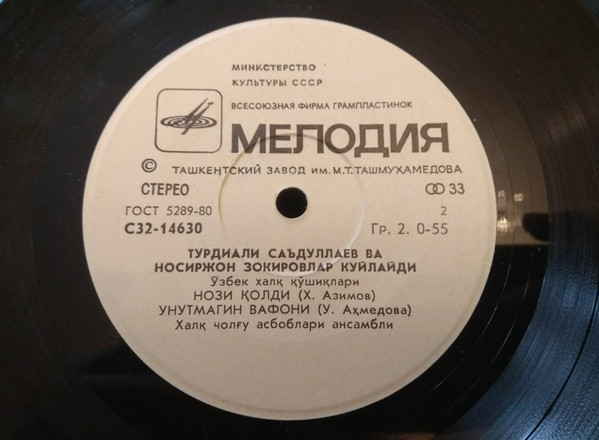 МИНИСТЕРСТВО
КУЛЬТУРЫ СССР
ВСЕСОЮЗНАЯ ФИРМА ГРАМПЛАСТИНОК
МЕЛОДИЯ
© ТАШКЕНТСКИЙ ЗАВОД ИМ. М.Т. ТАШМУХАМЕДОВА
СТЕРЕО 33
ГОСТ 5289-80 2
С32-14630 Гр. 2. 0-55
ТУРДИАЛИ САЪДУЛЛАЕВ ВА
НОСИРЖОН ЗОКИРОВЛАР КУЙЛАЙДИ
Ўзбек халқ қўшиқлари
НОЗИ ҚОЛДИ (Х. Азимов)
УНУТМАГИН ВАФОНИ (У. Аҳмедова)
Халқ чолғу асбоблари ансамбли